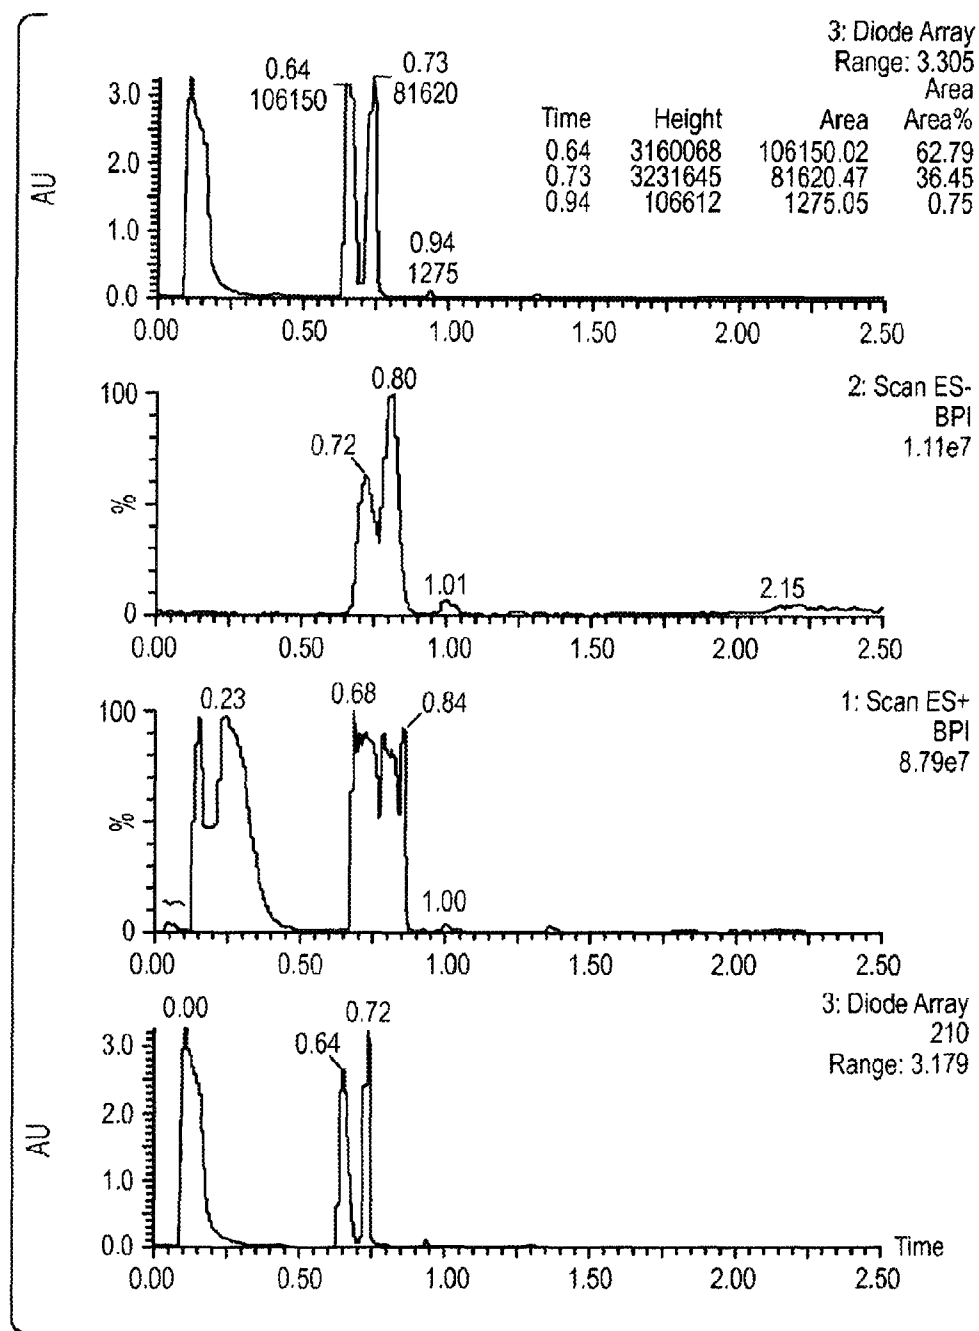 3: Diode Array
Range: 3.305
Area
Time Height Area Area%
0.64 3160068 106150.02 62.79
0.73 3231645 81620.47 36.45
0.94 106612 1275.05 0.75
0.64
106150
0.73
81620
0.94
1275
AU
3.0
2.0
1.0
0.0
0.00 0.50 1.00 1.50 2.00 2.50
2: Scan ES-
BPI
1.11e7
0.80
0.72
1.01
2.15
100
%
0
0.00 0.50 1.00 1.50 2.00 2.50
1: Scan ES+
BPI
8.79e7
0.23
0.68
0.84
1.00
100
%
0
0.00 0.50 1.00 1.50 2.00 2.50
3: Diode Array
210
Range: 3.179
0.00
0.64
0.72
AU
3.0
2.0
1.0
0.0
Time
0.00 0.50 1.00 1.50 2.00 2.50